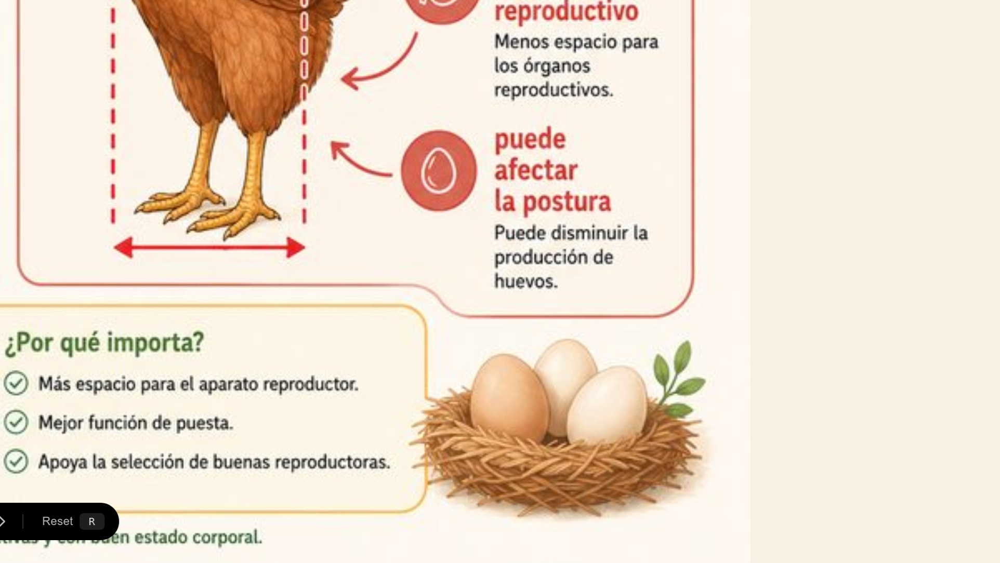 reproductivo
Menos espacio para
los órganos
reproductivos.
puede
afectar
la postura
Puede disminuir la
producción de
huevos.
¿Por qué importa?
Más espacio para el aparato reproductor.
Mejor función de puesta.
Apoya la selección de buenas reproductoras.
Reset R
y con buen estado corporal.